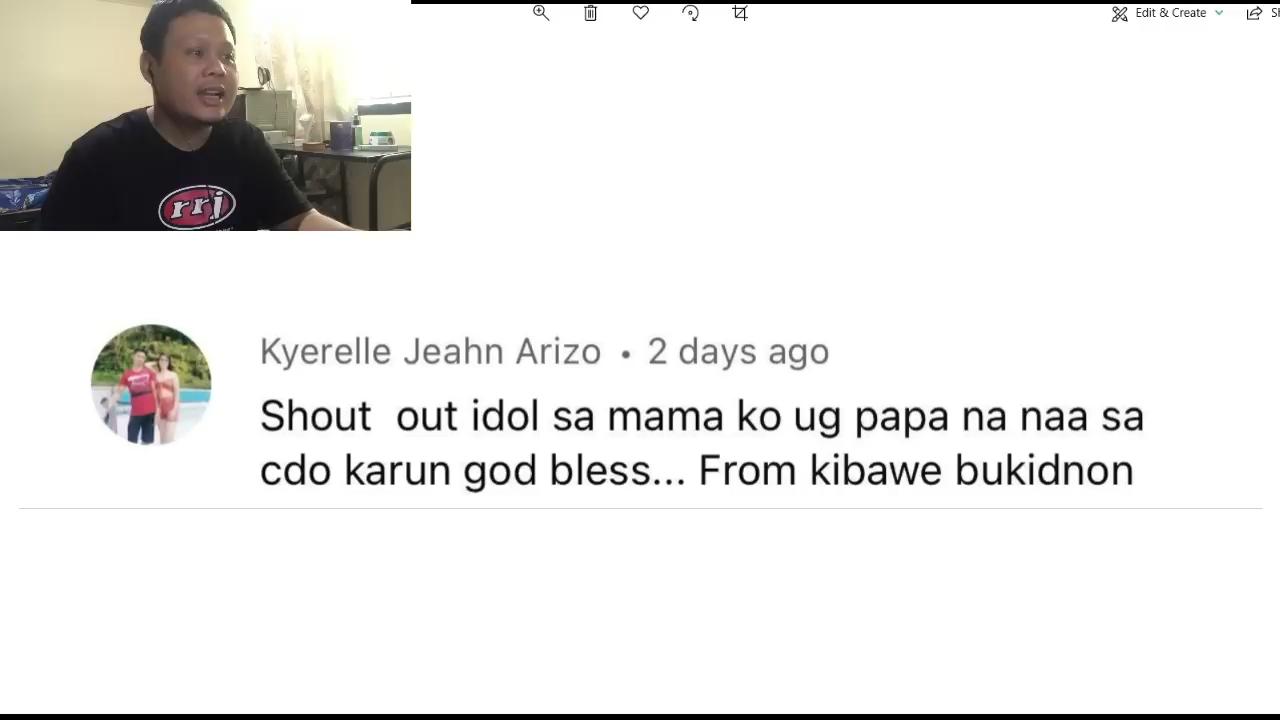 Edit & Create
rrj
Kyerelle Jeahn Arizo • 2 days ago
Shout out idol sa mama ko ug papa na naa sa
cdo karun god bless... From kibawe bukidnon